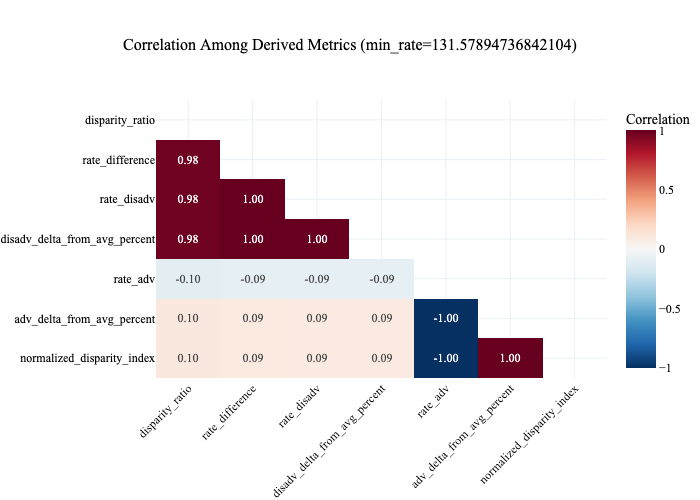 Correlation Among Derived Metrics (min_rate=131.57894736842104)
Correlation
disparity_ratio
rate_difference 0.98
rate_disadv 0.98 1.00
disadv_delta_from_avg_percent 0.98 1.00 1.00
rate_adv -0.10 -0.09 -0.09 -0.09
adv_delta_from_avg_percent 0.10 0.09 0.09 0.09 -1.00
normalized_disparity_index 0.10 0.09 0.09 0.09 -1.00 1.00
disparity_ratio
rate_difference
rate_disadv
disadv_delta_from_avg_percent
rate_adv
adv_delta_from_avg_percent
normalized_disparity_index
1
0.5
0
−0.5
−1